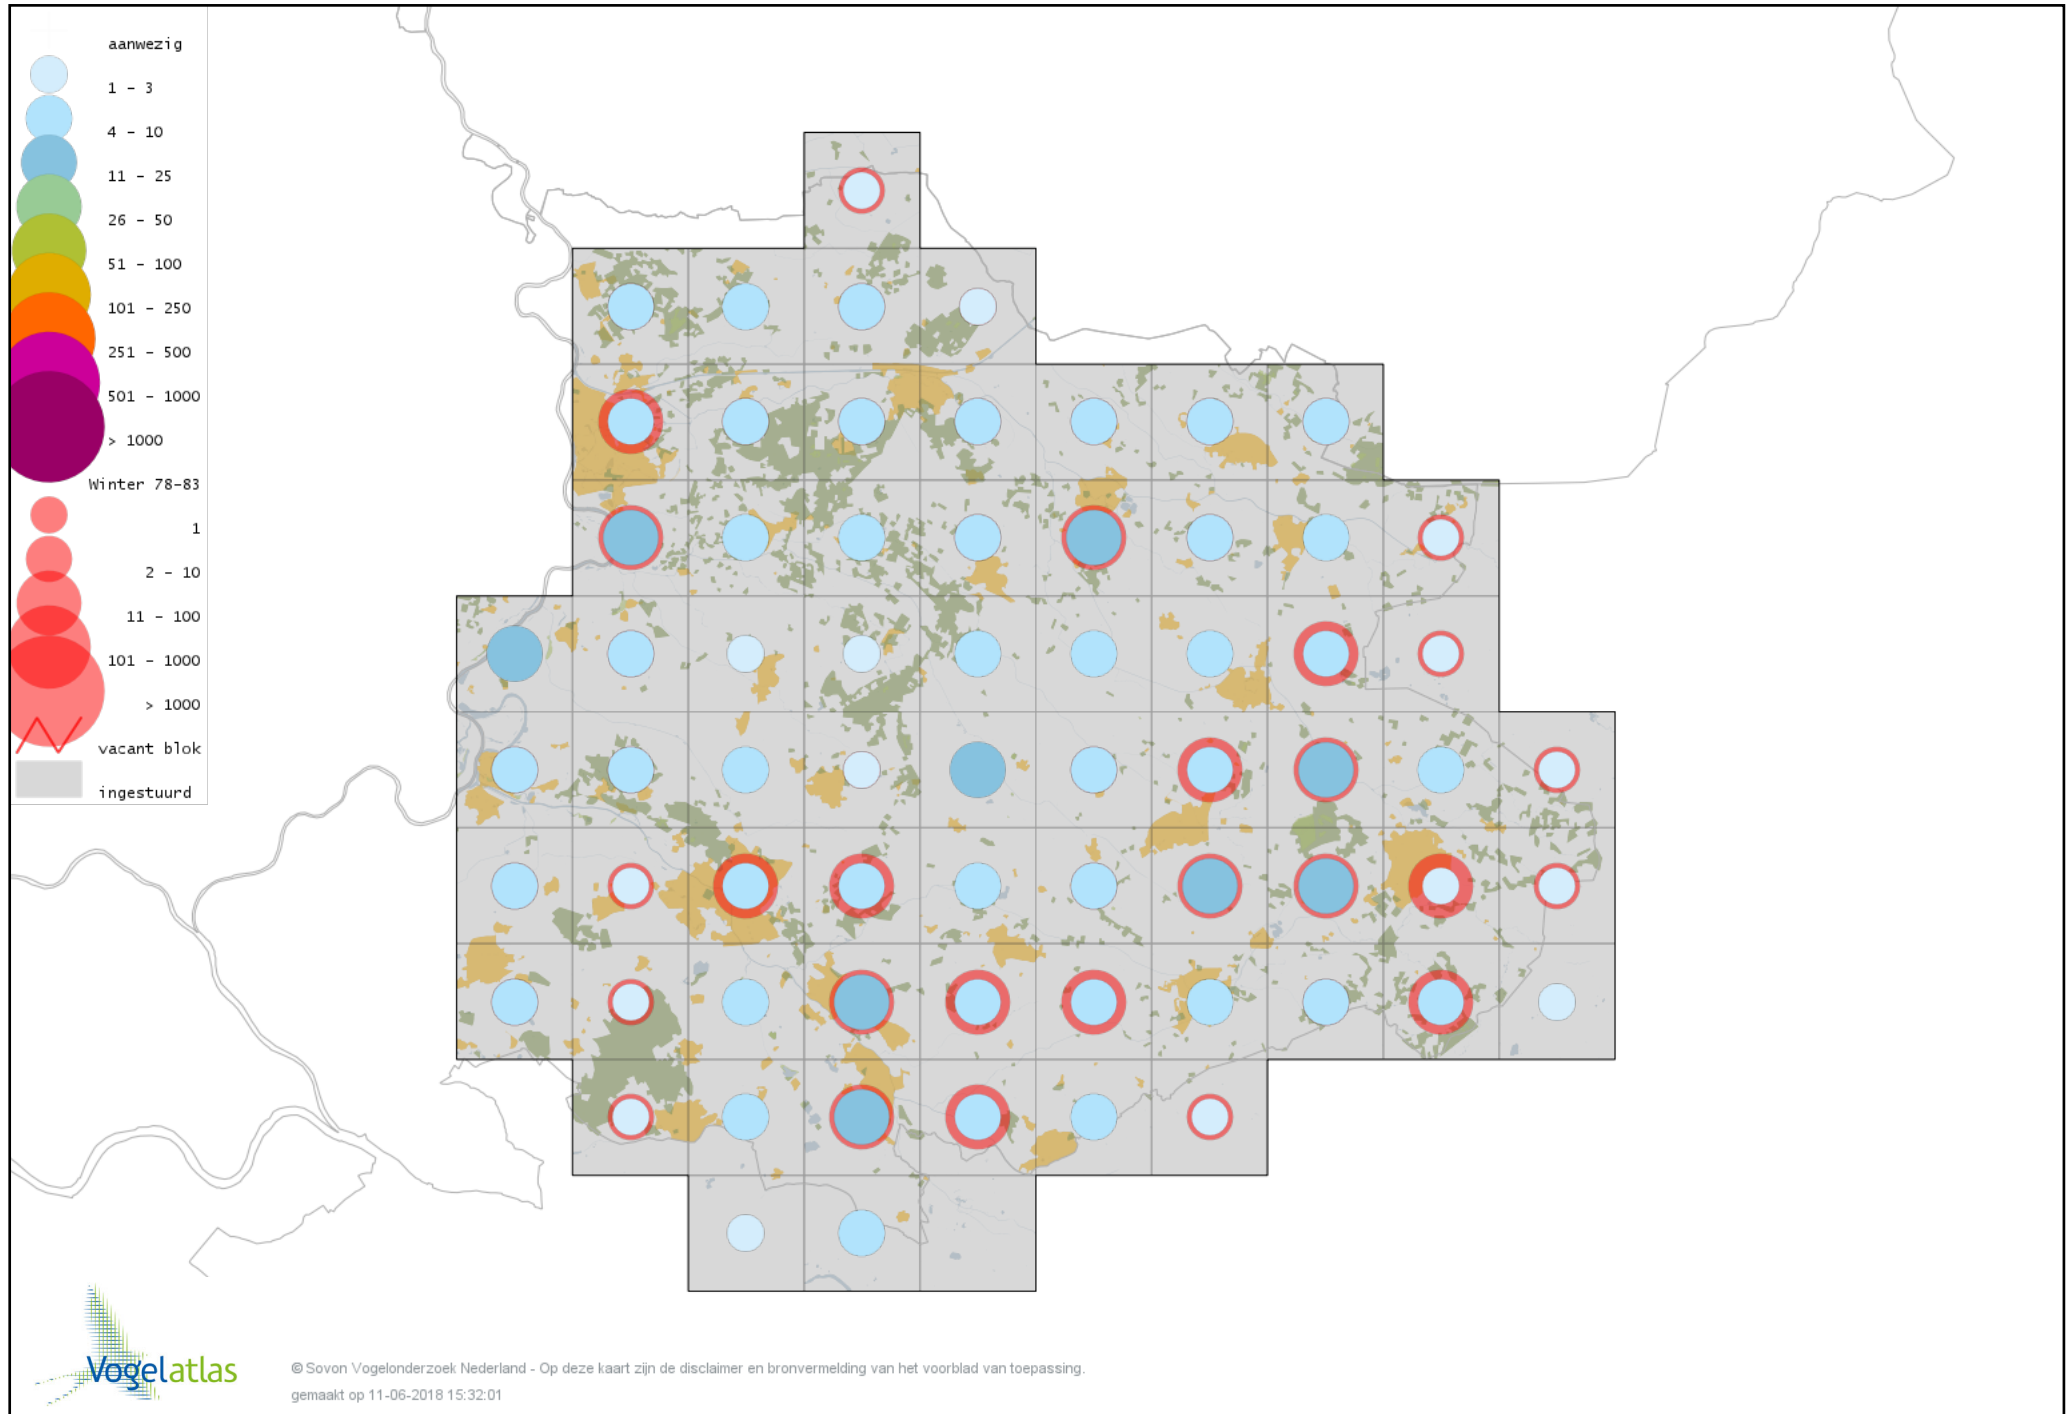 aanwezig
1 - 3
4 - 10
11 - 25
26 - 50
51 - 100
101 - 250
251 - 500
501 - 1000
> 1000
Winter 78-83
1
2 - 10
11 - 100
101 - 1000
> 1000
vacant blok
ingestuurd
Vogelatlas
© Sovon Vogelonderzoek Nederland - Op deze kaart zijn de disclaimer en bronvermelding van het voorblad van toepassing.
gemaakt op 11-06-2018 15:32:01